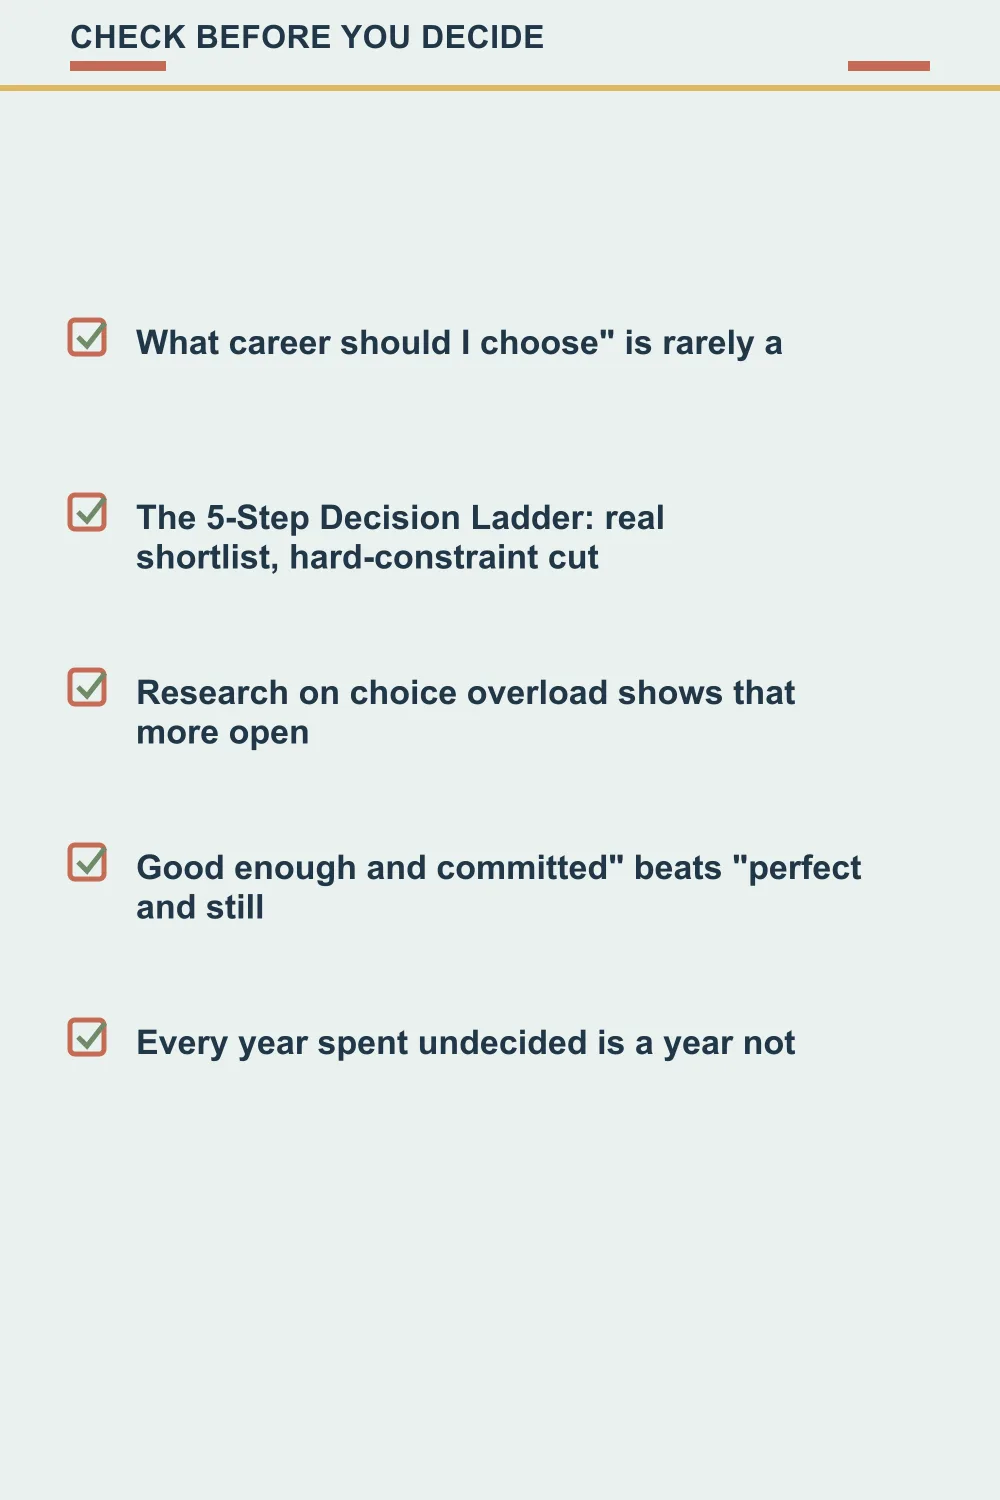 CHECK BEFORE YOU DECIDE
What career should I choose" is rarely a
The 5-Step Decision Ladder: real
shortlist, hard-constraint cut
Research on choice overload shows that
more open
Good enough and committed" beats "perfect
and still
Every year spent undecided is a year not